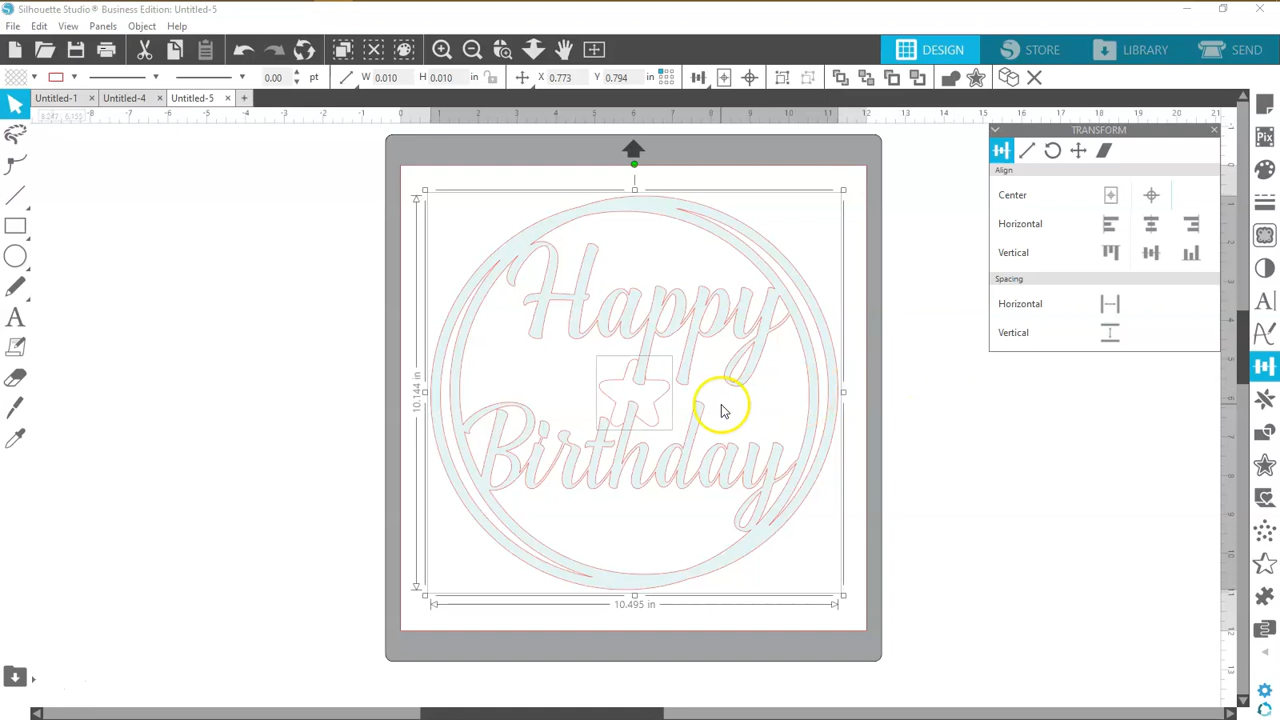 Silhouette Studio® Business Edition: Untitled-5
File Edit View Panels Object Help
DESIGN STORE LIBRARY SEND
0.00 pt W 0.010 H 0.010 in X 0.773 Y 0.794 in
Untitled-1 × Untitled-4 × Untitled-5 × +
TRANSFORM
Align
Center
Horizontal
Vertical
Spacing
Horizontal
Vertical
Happy
Birthday
10.144 in
10.495 in